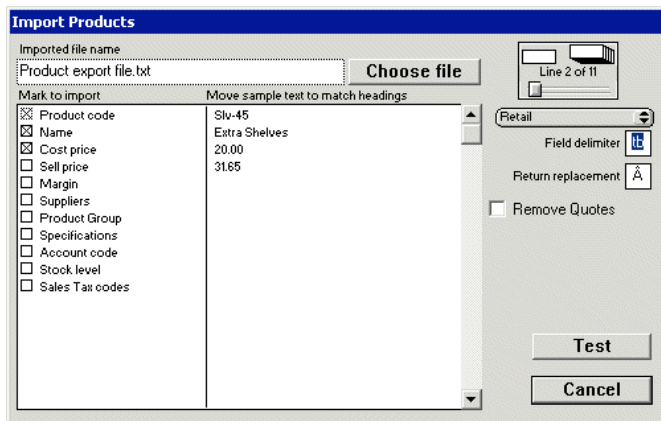 Import Products
Imported file name
Product export file.txt
Choose file
Line 2 of 11
Mark to import
Move sample text to match headings
Product code
Slv-45
Name
Extra Shelves
Cost price
20.00
Sell price
31.65
Margin
Suppliers
Product Group
Specifications
Account code
Stock level
Sales Tax codes
Retail
Field delimiter
tb
Return replacement
Â
Remove Quotes
Test
Cancel